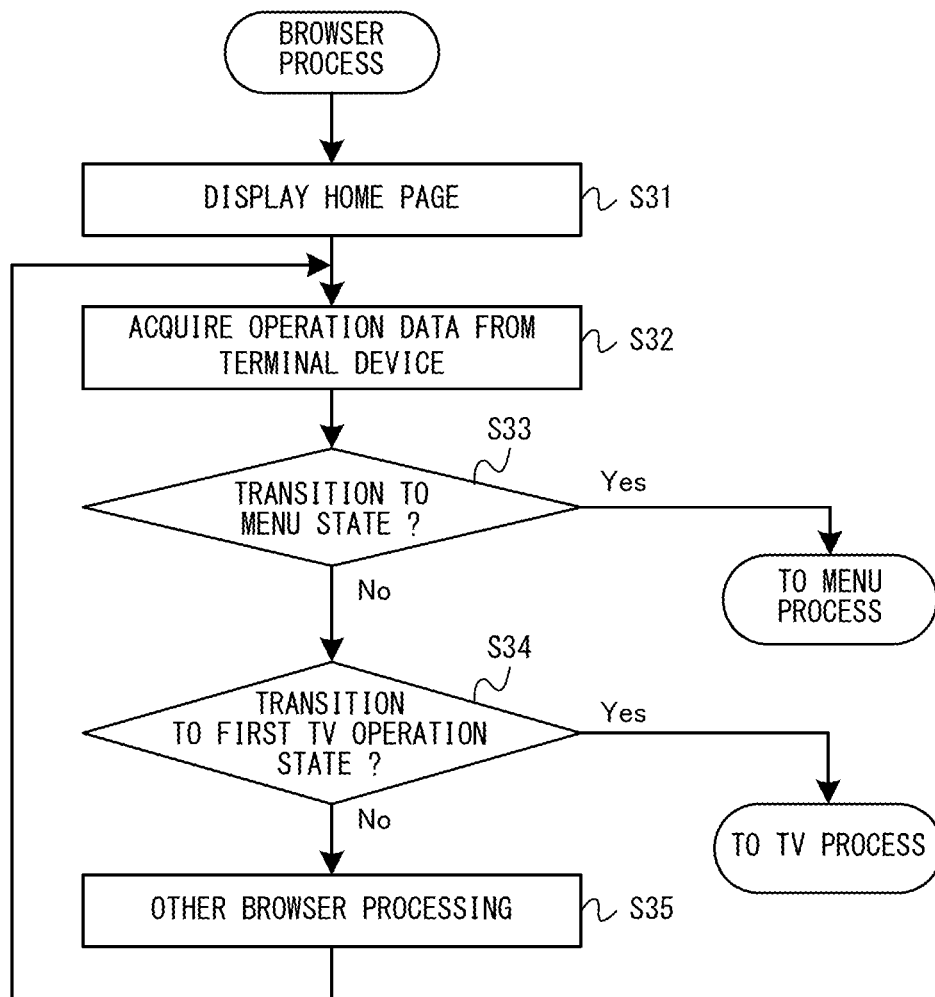 BROWSER
PROCESS
DISPLAY HOME PAGE
S31
ACQUIRE OPERATION DATA FROM
TERMINAL DEVICE
S32
S33
TRANSITION TO
MENU STATE ?
Yes
No
TO MENU
PROCESS
S34
TRANSITION
TO FIRST TV OPERATION
STATE ?
Yes
No
TO TV PROCESS
OTHER BROWSER PROCESSING
S35